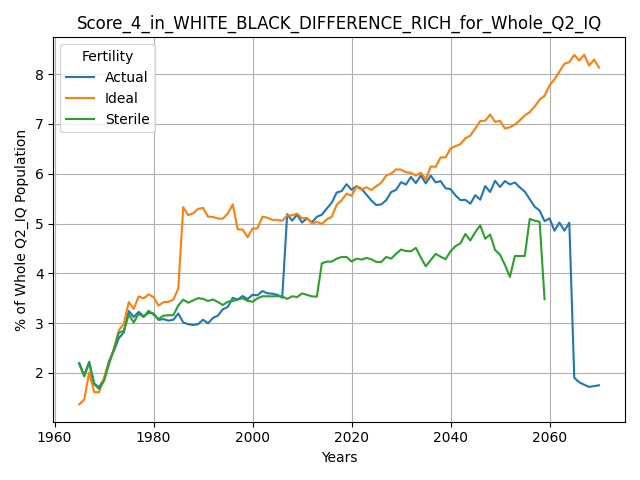 Score_4_in_WHITE_BLACK_DIFFERENCE_RICH_for_Whole_Q2_IQ
Fertility
Actual
Ideal
Sterile
% of Whole Q2_IQ Population
8
7
6
5
4
3
2
1960
1980
2000
2020
2040
2060
Years